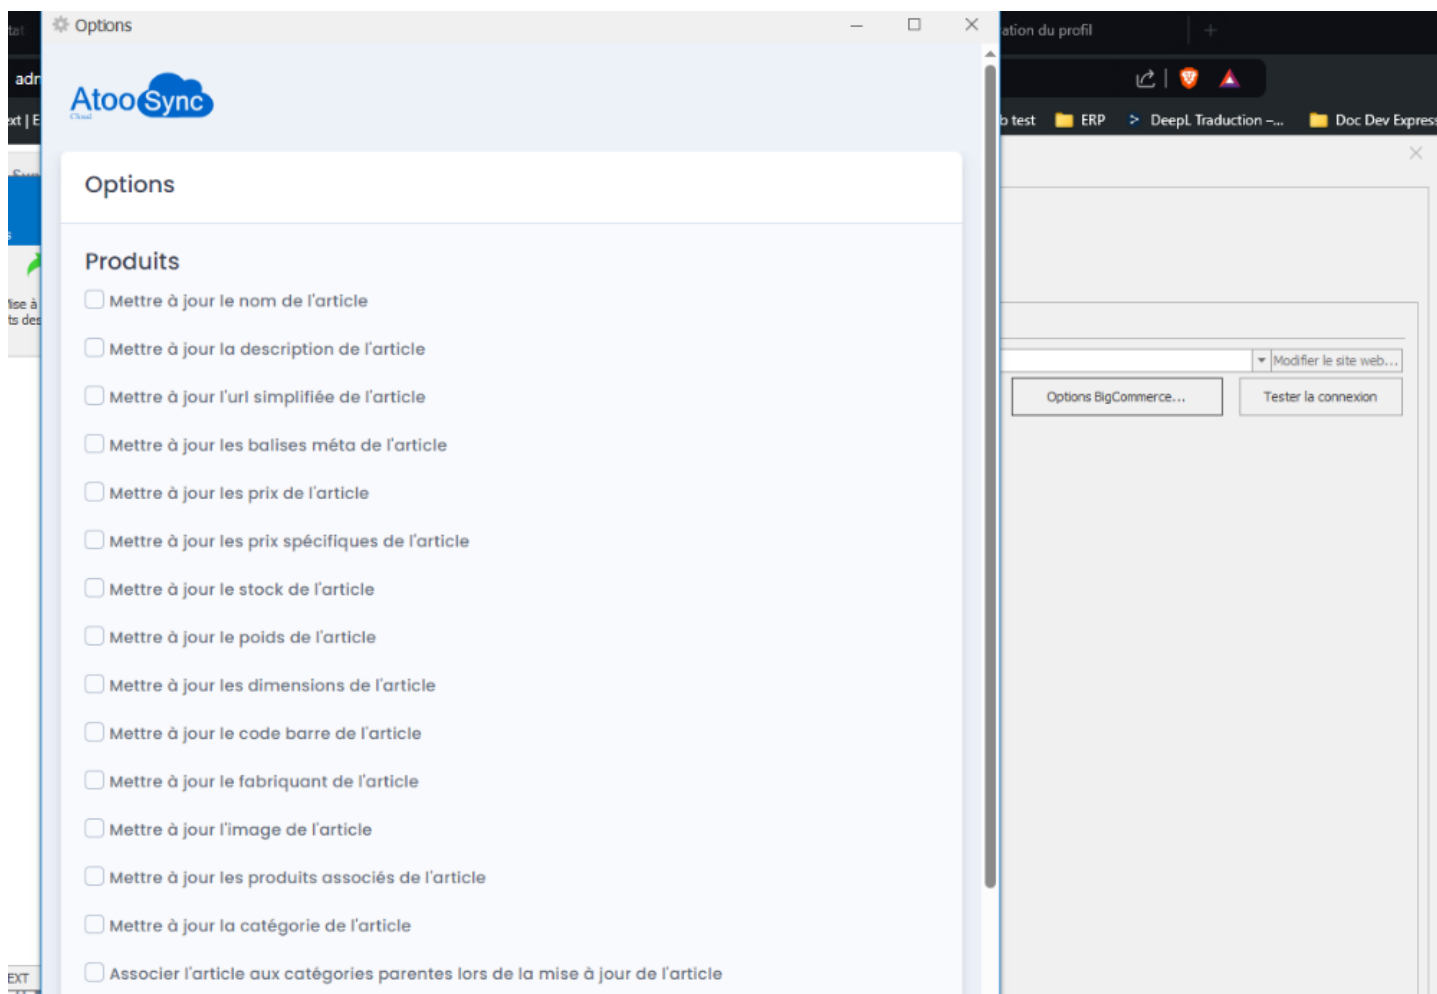 Options
ation du profil
adr
Atoo Sync
Cloud
b test
ERP
DeepL Traduction –...
Doc Dev Express
Options
Produits
Mettre à jour le nom de l'article
Mettre à jour la description de l'article
Mettre à jour l'url simplifiée de l'article
Modifier le site web...
Options BigCommerce...
Tester la connexion
Mettre à jour les balises méta de l'article
Mettre à jour les prix de l'article
Mettre à jour les prix spécifiques de l'article
Mettre à jour le stock de l'article
Mettre à jour le poids de l'article
Mettre à jour les dimensions de l'article
Mettre à jour le code barre de l'article
Mettre à jour le fabriquant de l'article
Mettre à jour l'image de l'article
Mettre à jour les produits associés de l'article
Mettre à jour la catégorie de l'article
Associer l'article aux catégories parentes lors de la mise à jour de l'article
EXT